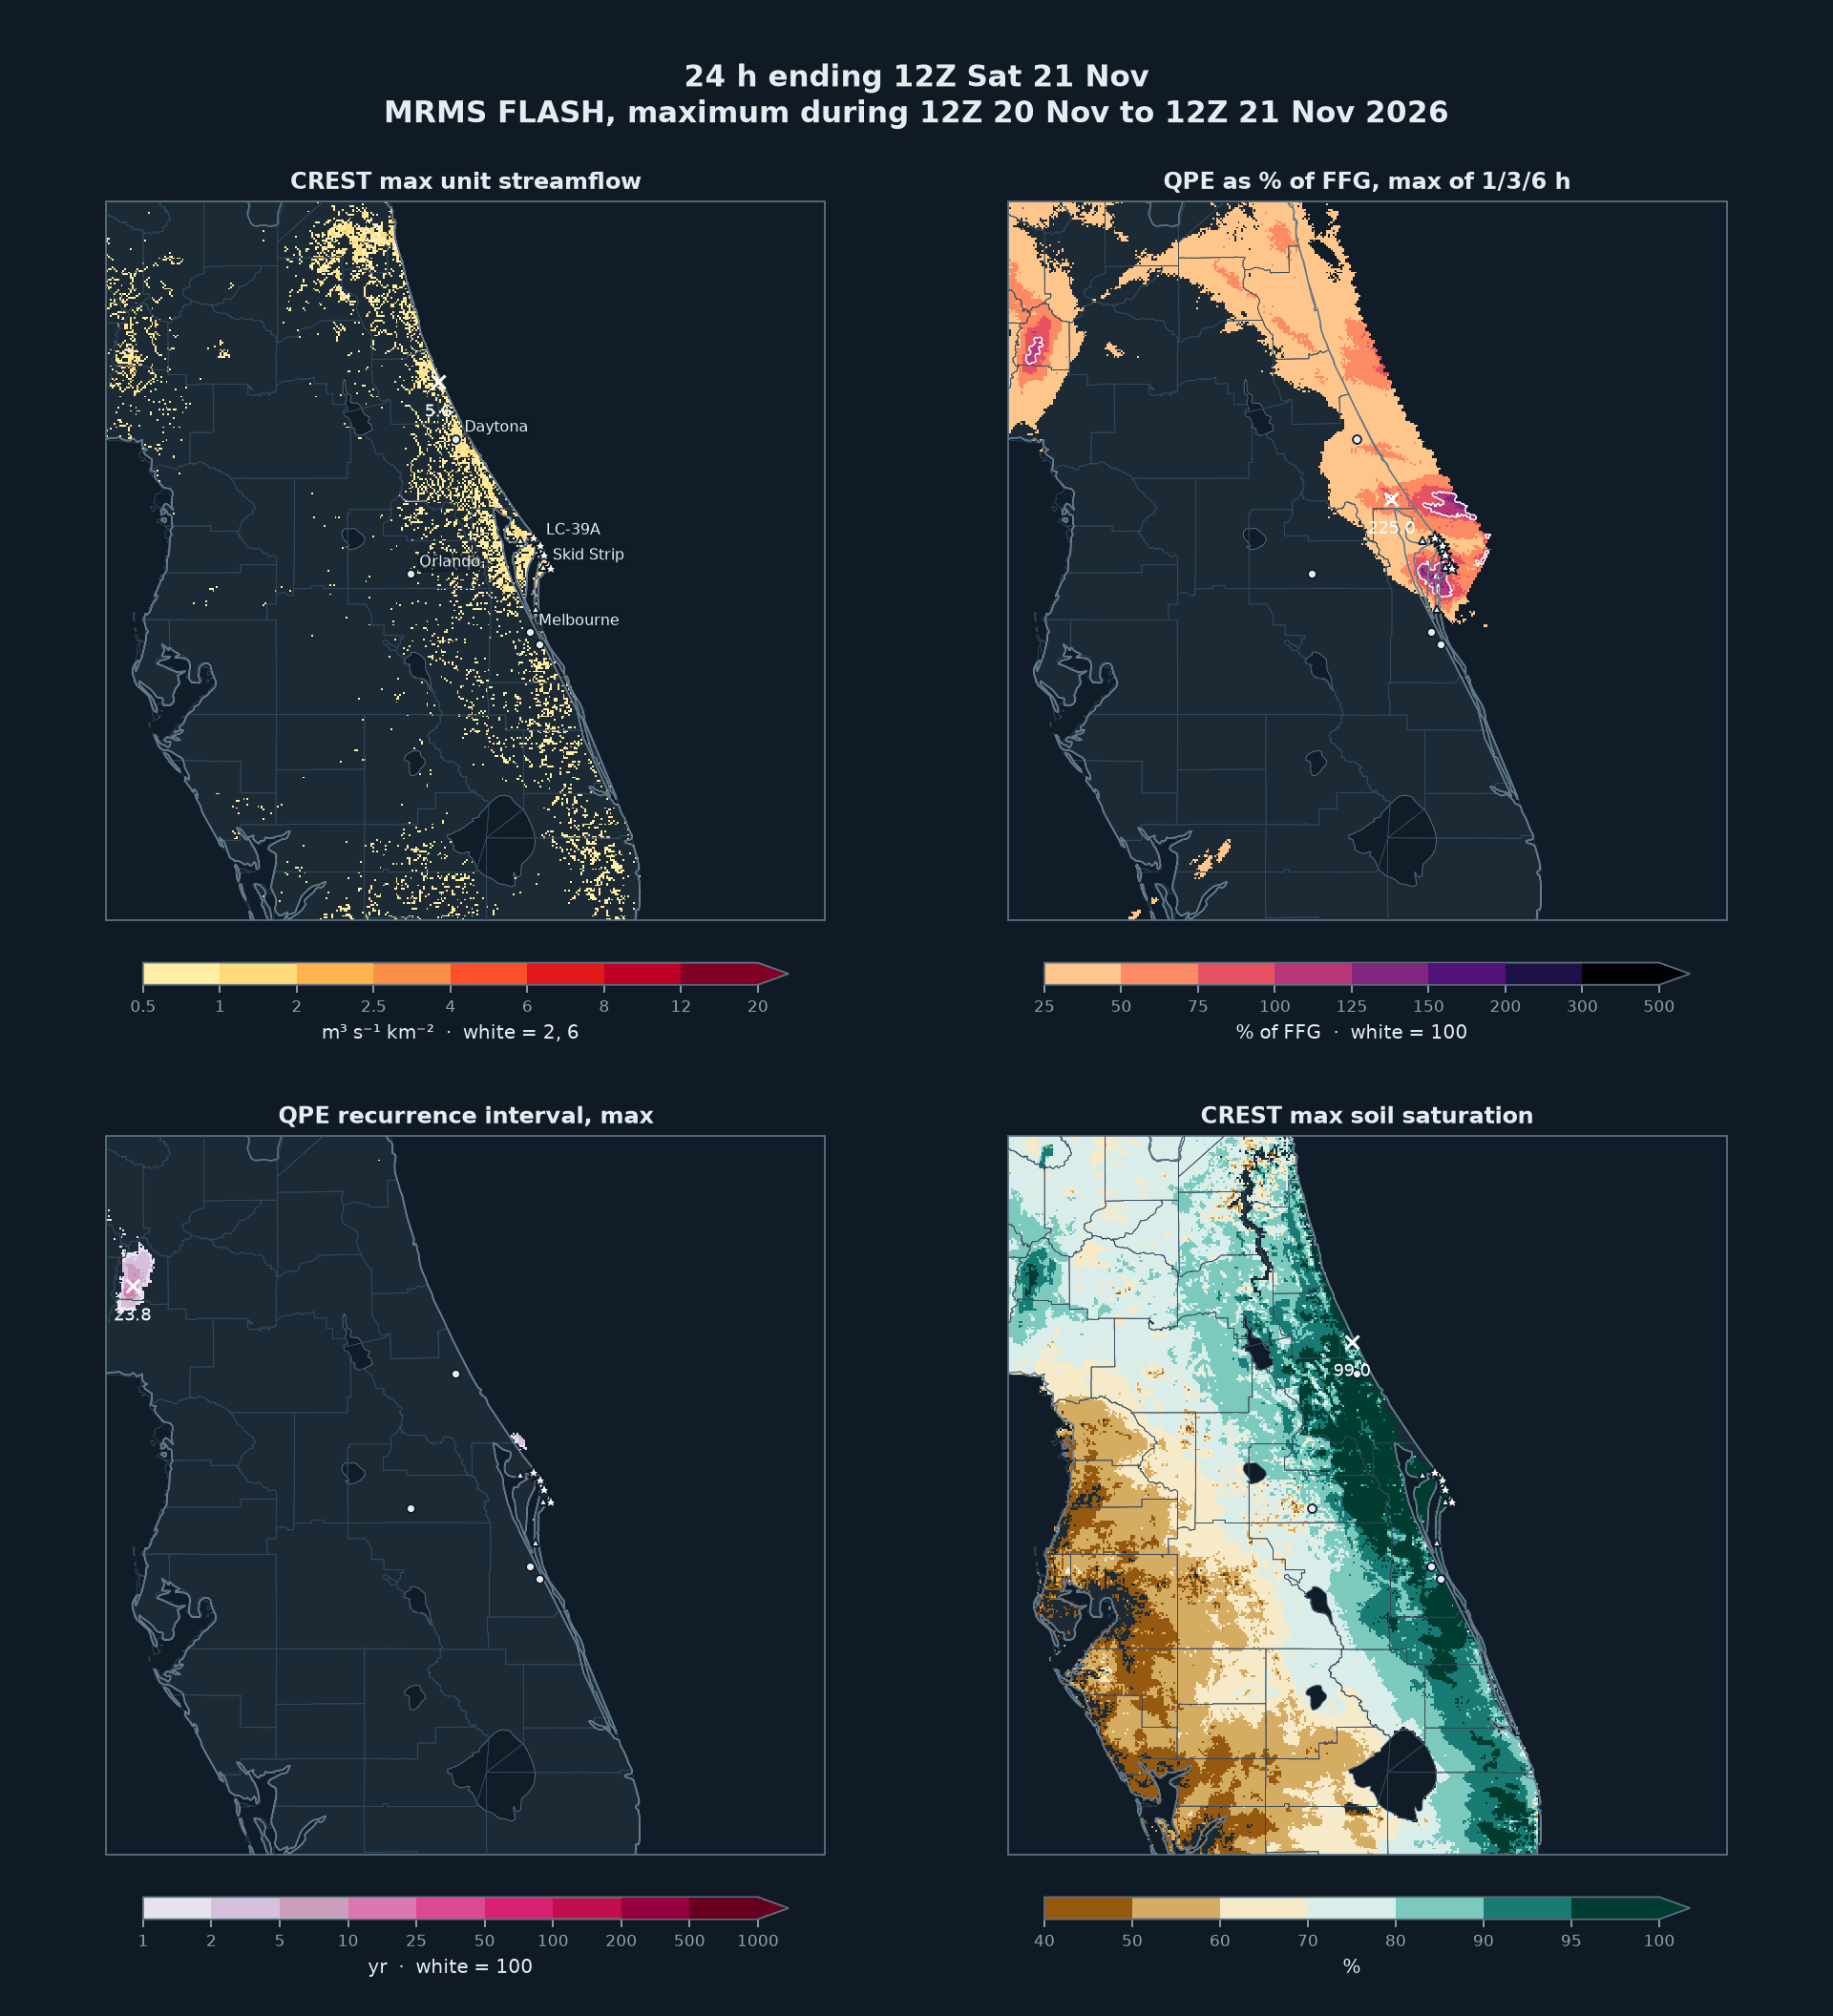 24 h ending 12Z Sat 21 Nov
MRMS FLASH, maximum during 12Z 20 Nov to 12Z 21 Nov 2026
CREST max unit streamflow
Daytona
LC-39A
Skid Strip
Orlando
Melbourne
0.5 1 2 2.5 4 6 8 12 20
m³ s⁻¹ km⁻² · white = 2, 6
QPE as % of FFG, max of 1/3/6 h
225.0
25 50 75 100 125 150 200 300 500
% of FFG · white = 100
QPE recurrence interval, max
23.8
1 2 5 10 25 50 100 200 500 1000
yr · white = 100
CREST max soil saturation
99.0
40 50 60 70 80 90 95 100
%